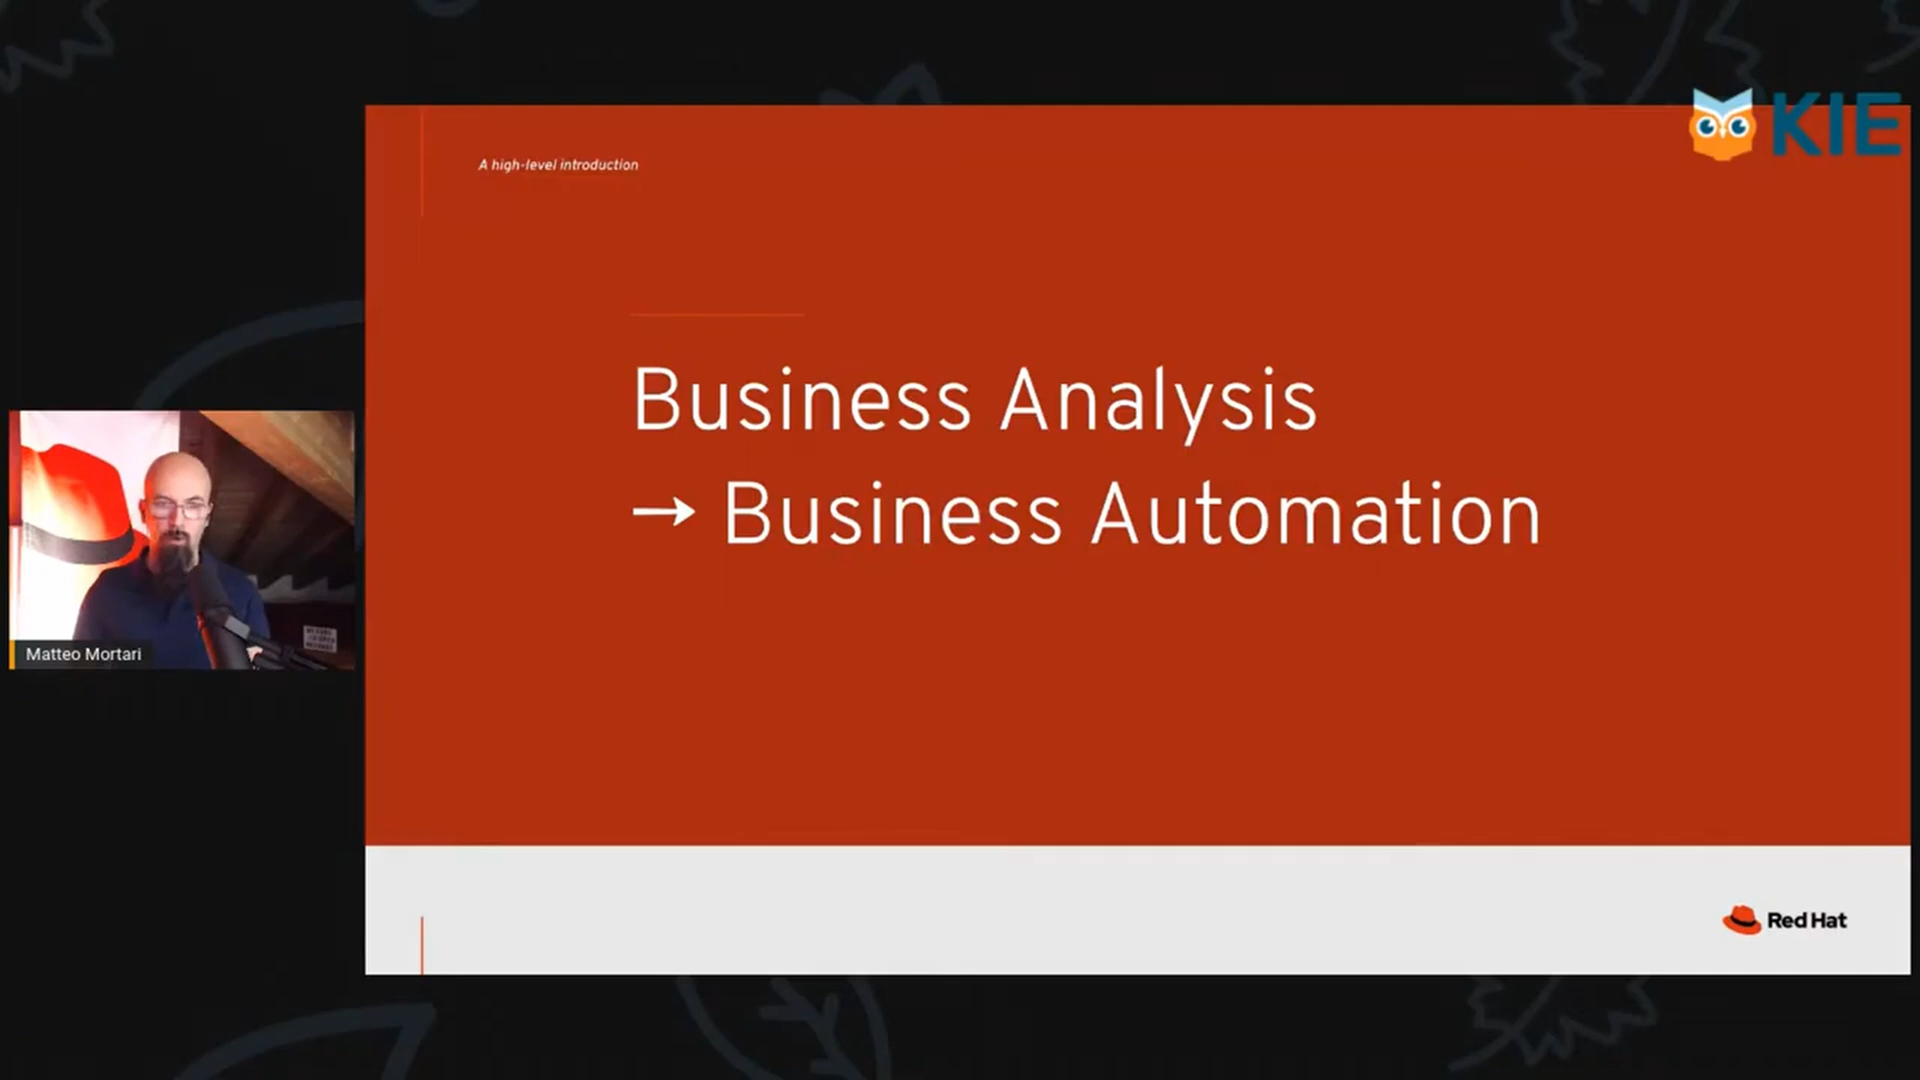 KIE
A high-level introduction
Business Analysis
→ Business Automation
Matteo Mortari
Red Hat